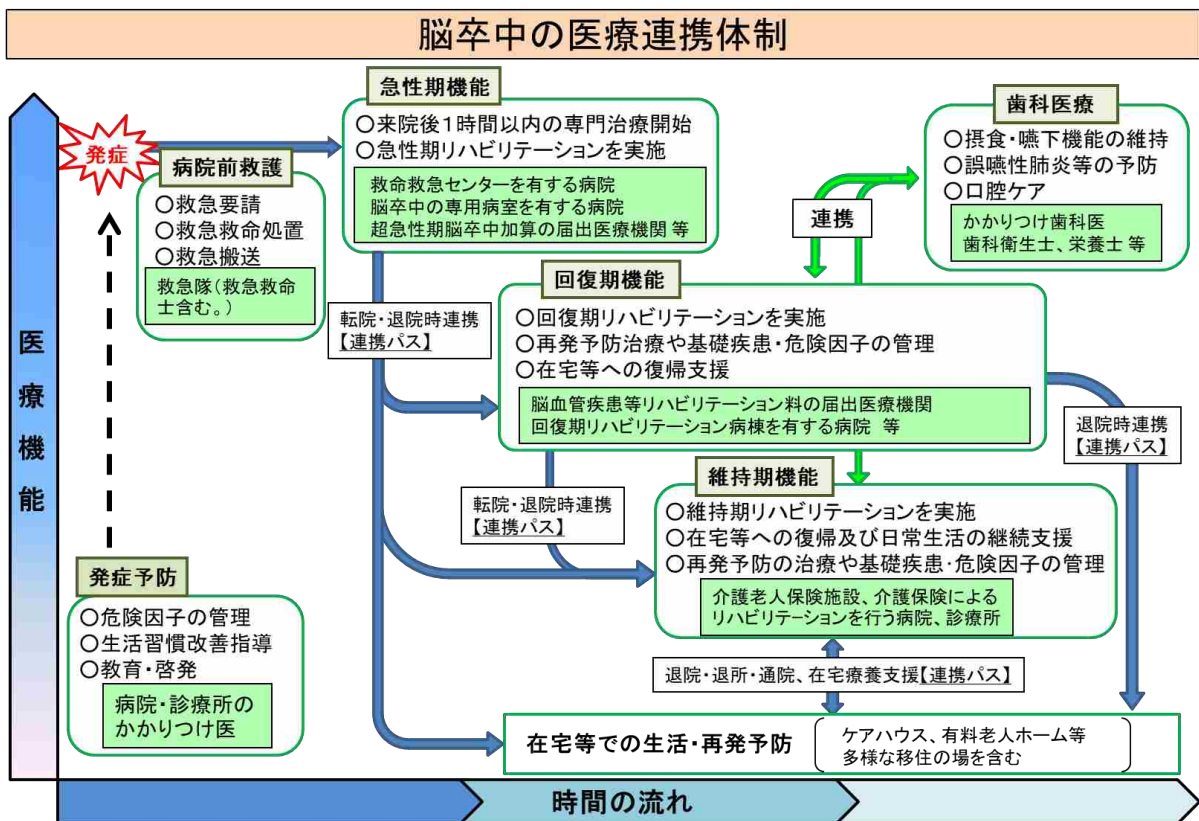 脳卒中の医療連携体制
医療機能
発症
急性期機能
○来院後1時間以内の専門治療開始
○急性期リハビリテーションを実施
救命救急センターを有する病院
脳卒中の専用病室を有する病院
超急性期脳卒中加算の届出医療機関 等
病院前救護
○救急要請
○救急救命処置
○救急搬送
救急隊(救急救命
士含む。)
歯科医療
○摂食・嚥下機能の維持
○誤嚥性肺炎等の予防
○口腔ケア
かかりつけ歯科医
歯科衛生士、栄養士 等
連携
転院・退院時連携
【連携パス】
回復期機能
○回復期リハビリテーションを実施
○再発予防治療や基礎疾患・危険因子の管理
○在宅等への復帰支援
脳血管疾患等リハビリテーション料の届出医療機関
回復期リハビリテーション病棟を有する病院 等
退院時連携
【連携パス】
転院・退院時連携
【連携パス】
維持期機能
○維持期リハビリテーションを実施
○在宅等への復帰及び日常生活の継続支援
○再発予防の治療や基礎疾患・危険因子の管理
介護老人保険施設、介護保険による
リハビリテーションを行う病院、診療所
発症予防
○危険因子の管理
○生活習慣改善指導
○教育・啓発
病院・診療所の
かかりつけ医
退院・退所・通院、在宅療養支援【連携パス】
在宅等での生活・再発予防
ケアハウス、有料老人ホーム等
多様な移住の場を含む
時間の流れ